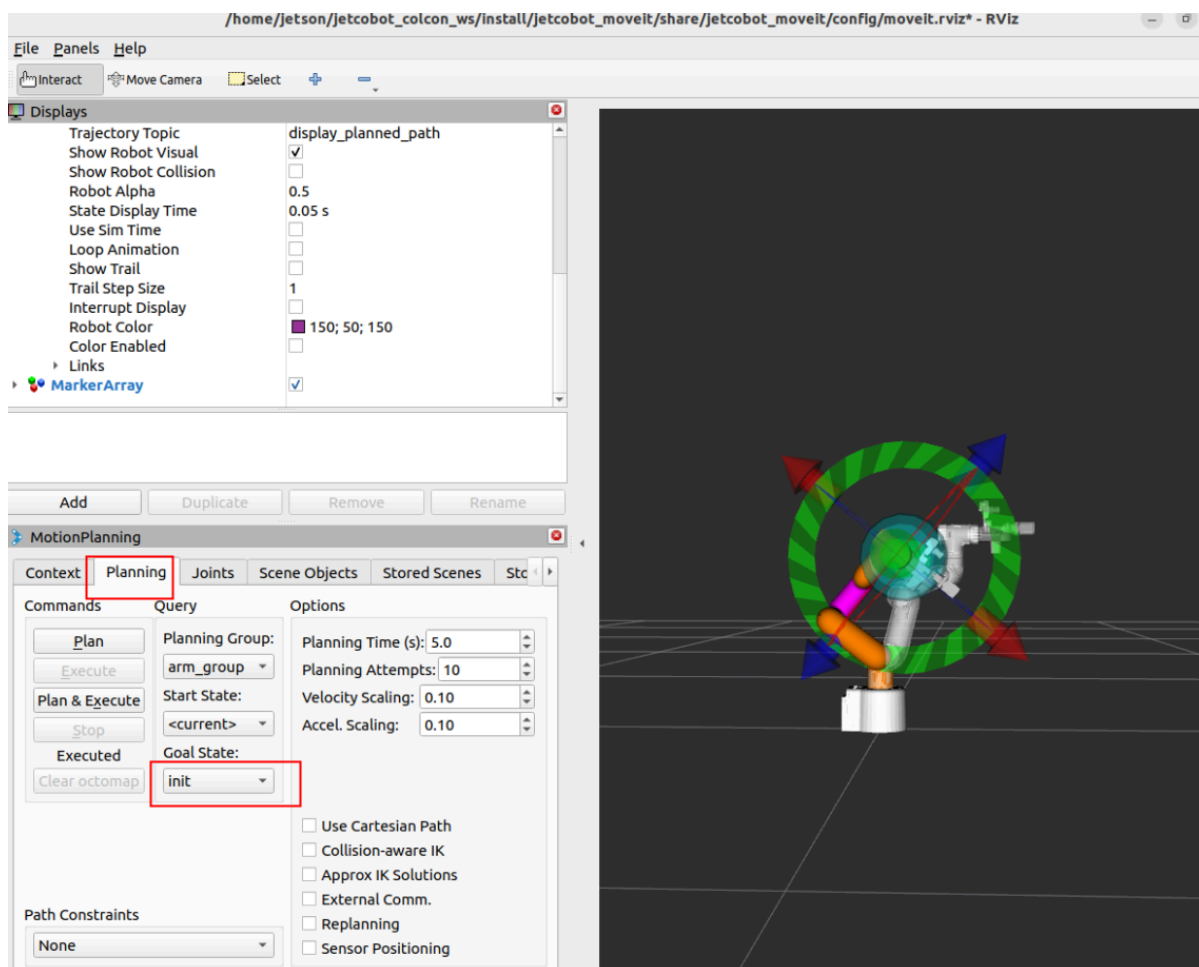 /home/jetson/jetcobot_colcon_ws/install/jetcobot_moveit/share/jetcobot_moveit/config/moveit.rviz* - RViz
File Panels Help
Interact Move Camera Select
Displays
Trajectory Topic display_planned_path
Show Robot Visual
Show Robot Collision
Robot Alpha 0.5
State Display Time 0.05 s
Use Sim Time
Loop Animation
Show Trail
Trail Step Size 1
Interrupt Display
Robot Color 150; 50; 150
Color Enabled
Links
MarkerArray
Add Duplicate Remove Rename
MotionPlanning
Context Planning Joints Scene Objects Stored Scenes Stc
Commands Query Options
Plan
Execute
Plan & Execute
Stop
Executed
Clear octomap
Planning Group:
arm_group
Start State:
<current>
Goal State:
init
Planning Time (s): 5.0
Planning Attempts: 10
Velocity Scaling: 0.10
Accel. Scaling: 0.10
Use Cartesian Path
Collision-aware IK
Approx IK Solutions
External Comm.
Replanning
Sensor Positioning
Path Constraints
None